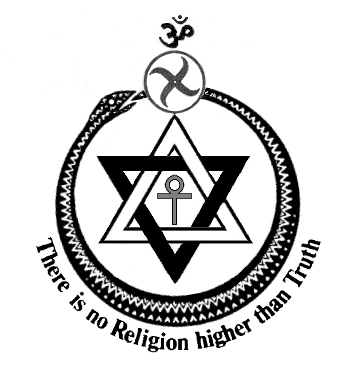 ॐ
There is no Religion higher than Truth